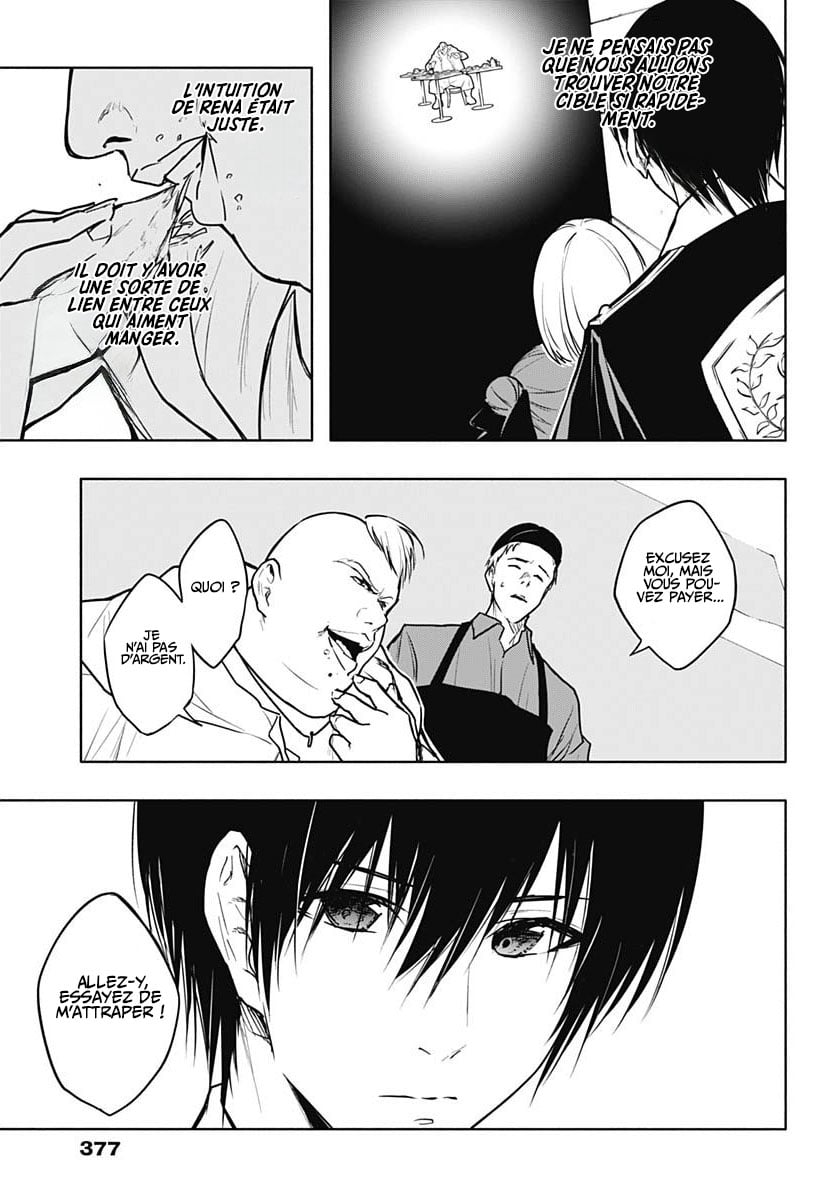 JE NE PENSAIS PAS
QUE NOUS ALLIONS
TROUVER NOTRE
CIBLE SI RAPIDE-
MENT.
L'INTUITION
DE RENA ÉTAIT
JUSTE.
IL DOIT Y AVOIR
UNE SORTE DE
LIEN ENTRE CEUX
QUI AIMENT
MANGER.
EXCUSEZ
MOI, MAIS
VOUS POU-
VEZ PAYER...
QUOI ?
JE
N'AI PAS
D'ARGENT.
ALLEZ-Y,
ESSAYEZ DE
M'ATTRAPER !
377